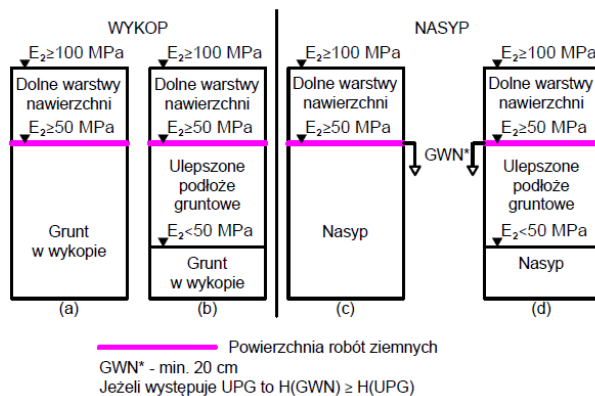 WYKOP
NASYP
E₂≥100 MPa
E₂≥100 MPa
E₂≥100 MPa
E₂≥100 MPa
Dolne warstwy
nawierzchni
Dolne warstwy
nawierzchni
Dolne warstwy
nawierzchni
Dolne warstwy
nawierzchni
E₂≥50 MPa
E₂≥50 MPa
E₂≥50 MPa
E₂≥50 MPa
GWN*
Grunt
w wykopie
Ulepszone
podłoże
gruntowe
E₂<50 MPa
Grunt
w wykopie
Nasyp
Ulepszone
podłoże
gruntowe
E₂<50 MPa
Nasyp
(a)
(b)
(c)
(d)
Powierzchnia robót ziemnych
GWN* - min. 20 cm
Jeżeli występuje UPG to H(GWN) ≥ H(UPG)